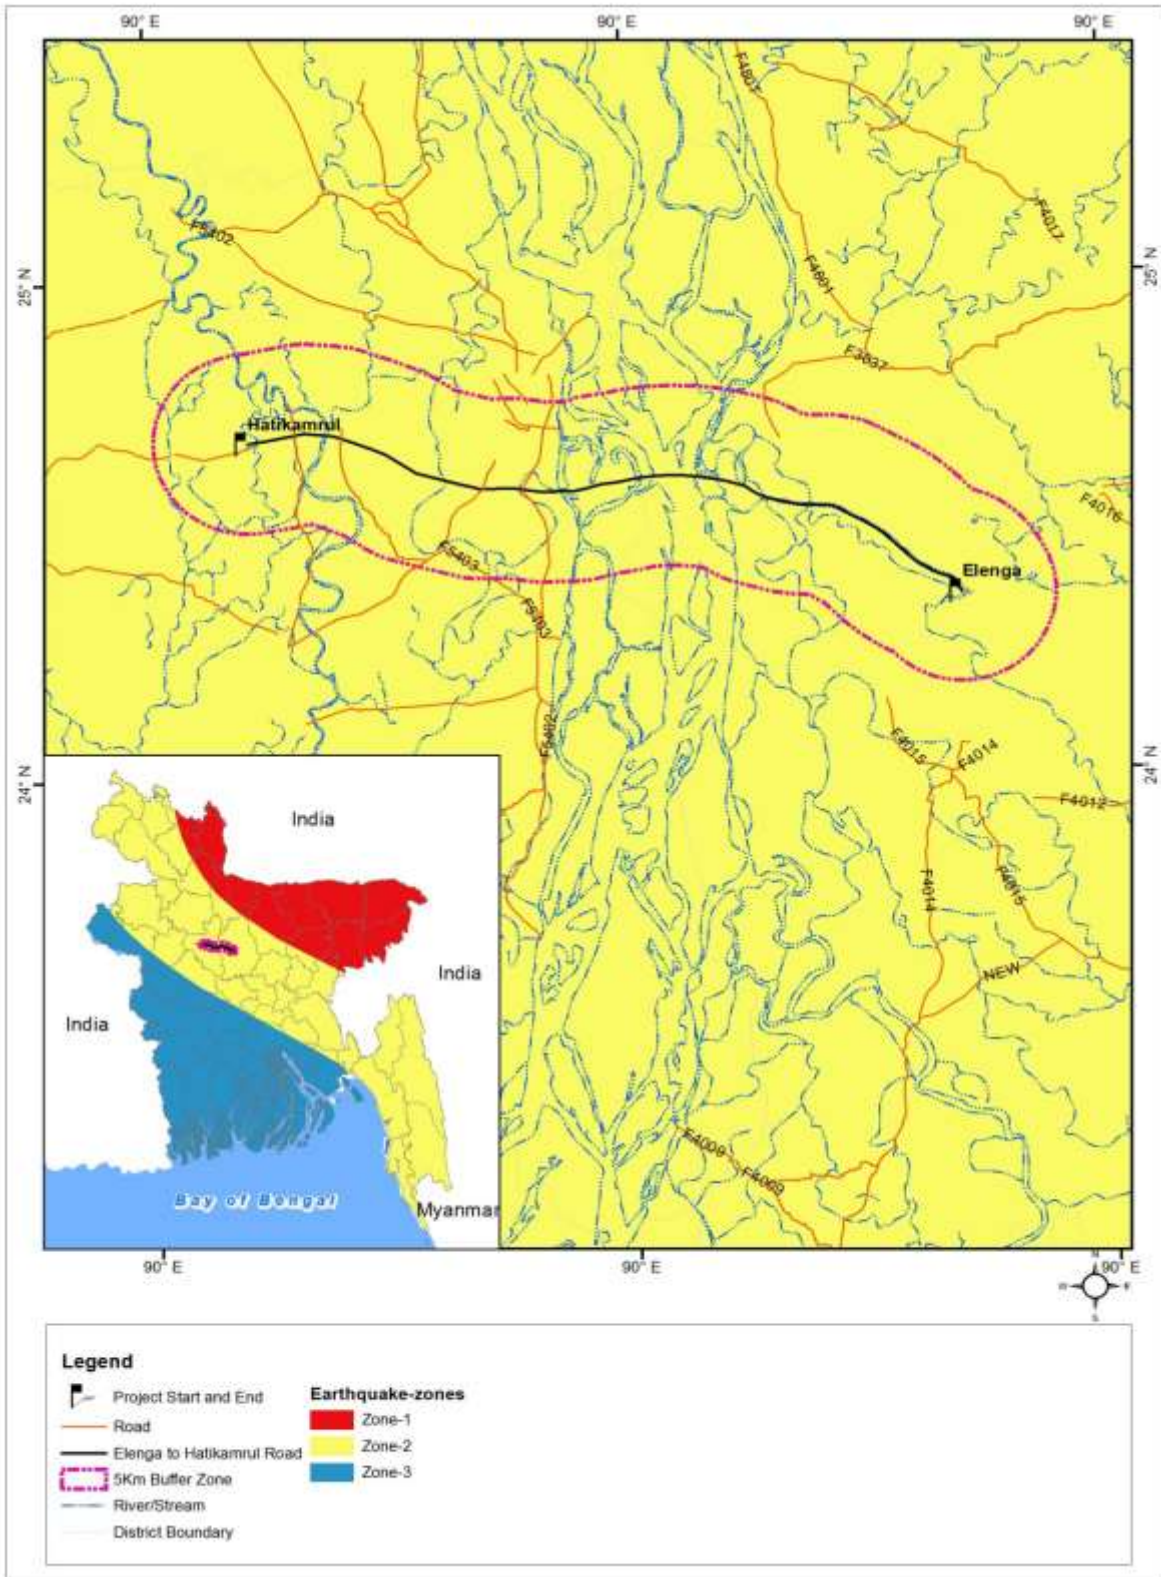 90° E 90° E 90° E
F4801
F4017
F5402
F4801
25° N
25° N
F3037
Hatikamrul
F4016
F5403
Elenga
F5403
F5402
F4015
F4014
24° N
24° N
F4012
India
F4014
F4015
India
NEW
India
F4009
F4009
Bay of Bengal
Myanmar
90° E 90° E 90° E
N
W E
S
Legend
Project Start and End
Road
Elenga to Hatikamrul Road
5Km Buffer Zone
River/Stream
District Boundary
Earthquake-zones
Zone-1
Zone-2
Zone-3